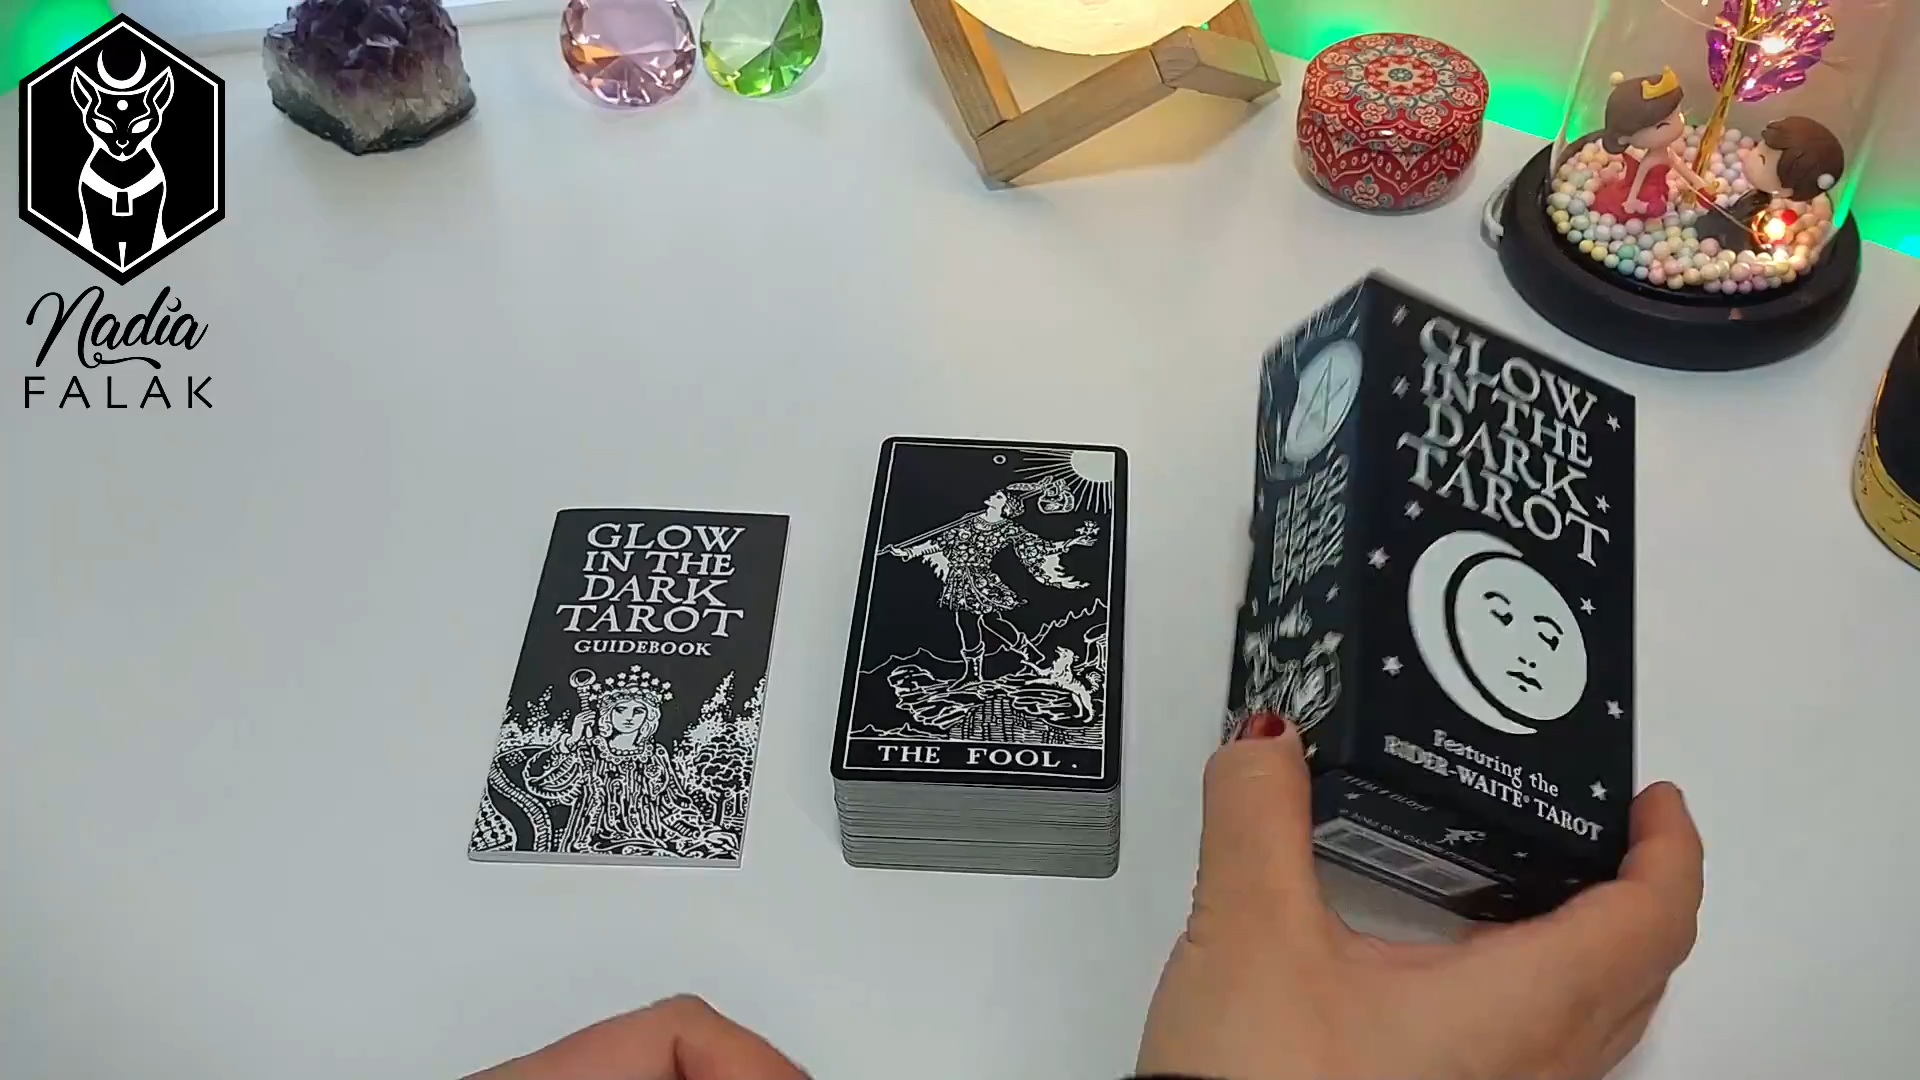 Nadia
FALAK
GLOW
IN THE
DARK
TAROT
GUIDEBOOK
THE FOOL.
GLOW
IN THE
DARK
TAROT
Featuring the
RIDER-WAITE® TAROT